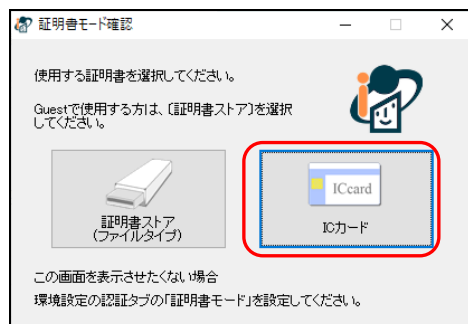 証明書モード確認
使用する証明書を選択してください。
Guestで使用する方は、〔証明書ストア〕を選択
してください。
ICcard
証明書ストア
(ファイルタイプ)
ICカード
この画面を表示させたくない場合
環境設定の認証タブの「証明書モード」を設定してください。